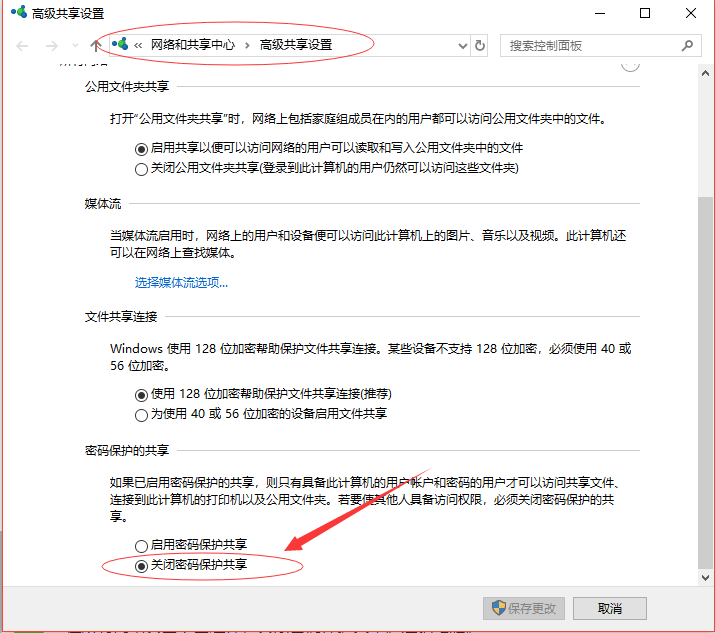 高级共享设置
« 网络和共享中心 › 高级共享设置
搜索控制面板
公用文件夹共享
打开“公用文件夹共享”时，网络上包括家庭组成员在内的用户都可以访问公用文件夹中的文件。
启用共享以便可以访问网络的用户可以读取和写入公用文件夹中的文件
关闭公用文件夹共享(登录到此计算机的用户仍然可以访问这些文件夹)
媒体流
当媒体流启用时，网络上的用户和设备便可以访问此计算机上的图片、音乐以及视频。此计算机还
可以在网络上查找媒体。
选择媒体流选项...
文件共享连接
Windows 使用 128 位加密帮助保护文件共享连接。某些设备不支持 128 位加密，必须使用 40 或
56 位加密。
使用 128 位加密帮助保护文件共享连接(推荐)
为使用 40 或 56 位加密的设备启用文件共享
密码保护的共享
如果已启用密码保护的共享，则只有具备此计算机的用户帐户和密码的用户才可以访问共享文件、
连接到此计算机的打印机以及公用文件夹。若要使其他人具备访问权限，必须关闭密码保护的共
享。
启用密码保护共享
关闭密码保护共享
保存更改
取消